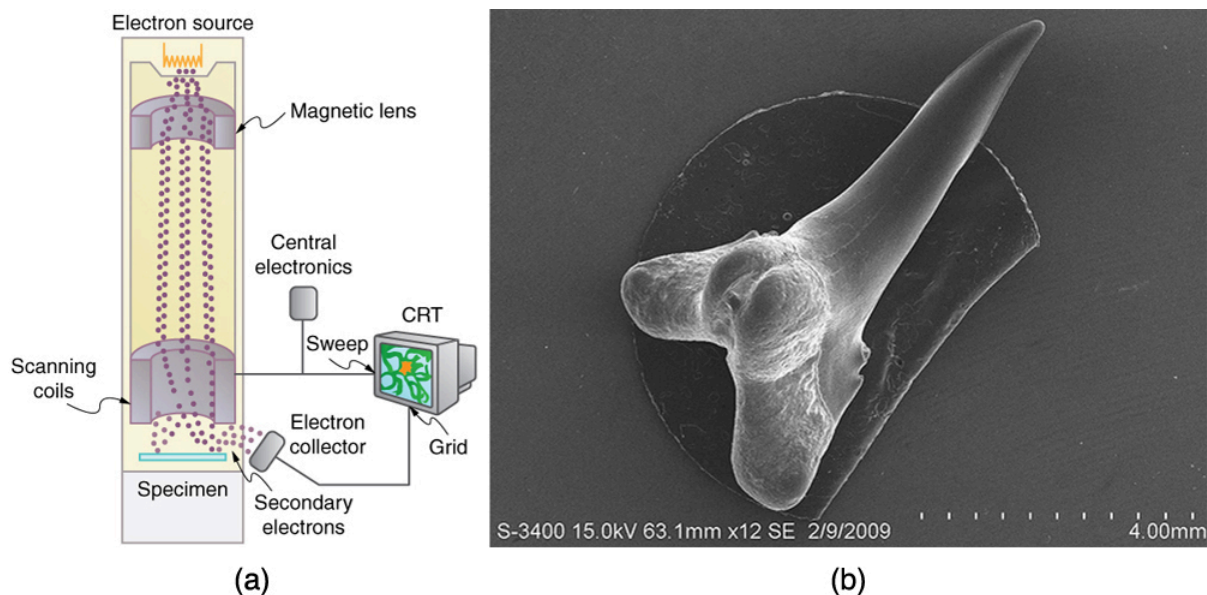 Electron source
Magnetic lens
Central
electronics
CRT
Sweep
Scanning
coils
Electron
collector
Grid
Specimen
Secondary
electrons
(a)
S-3400 15.0kV 63.1mm x12 SE 2/9/2009
4.00mm
(b)